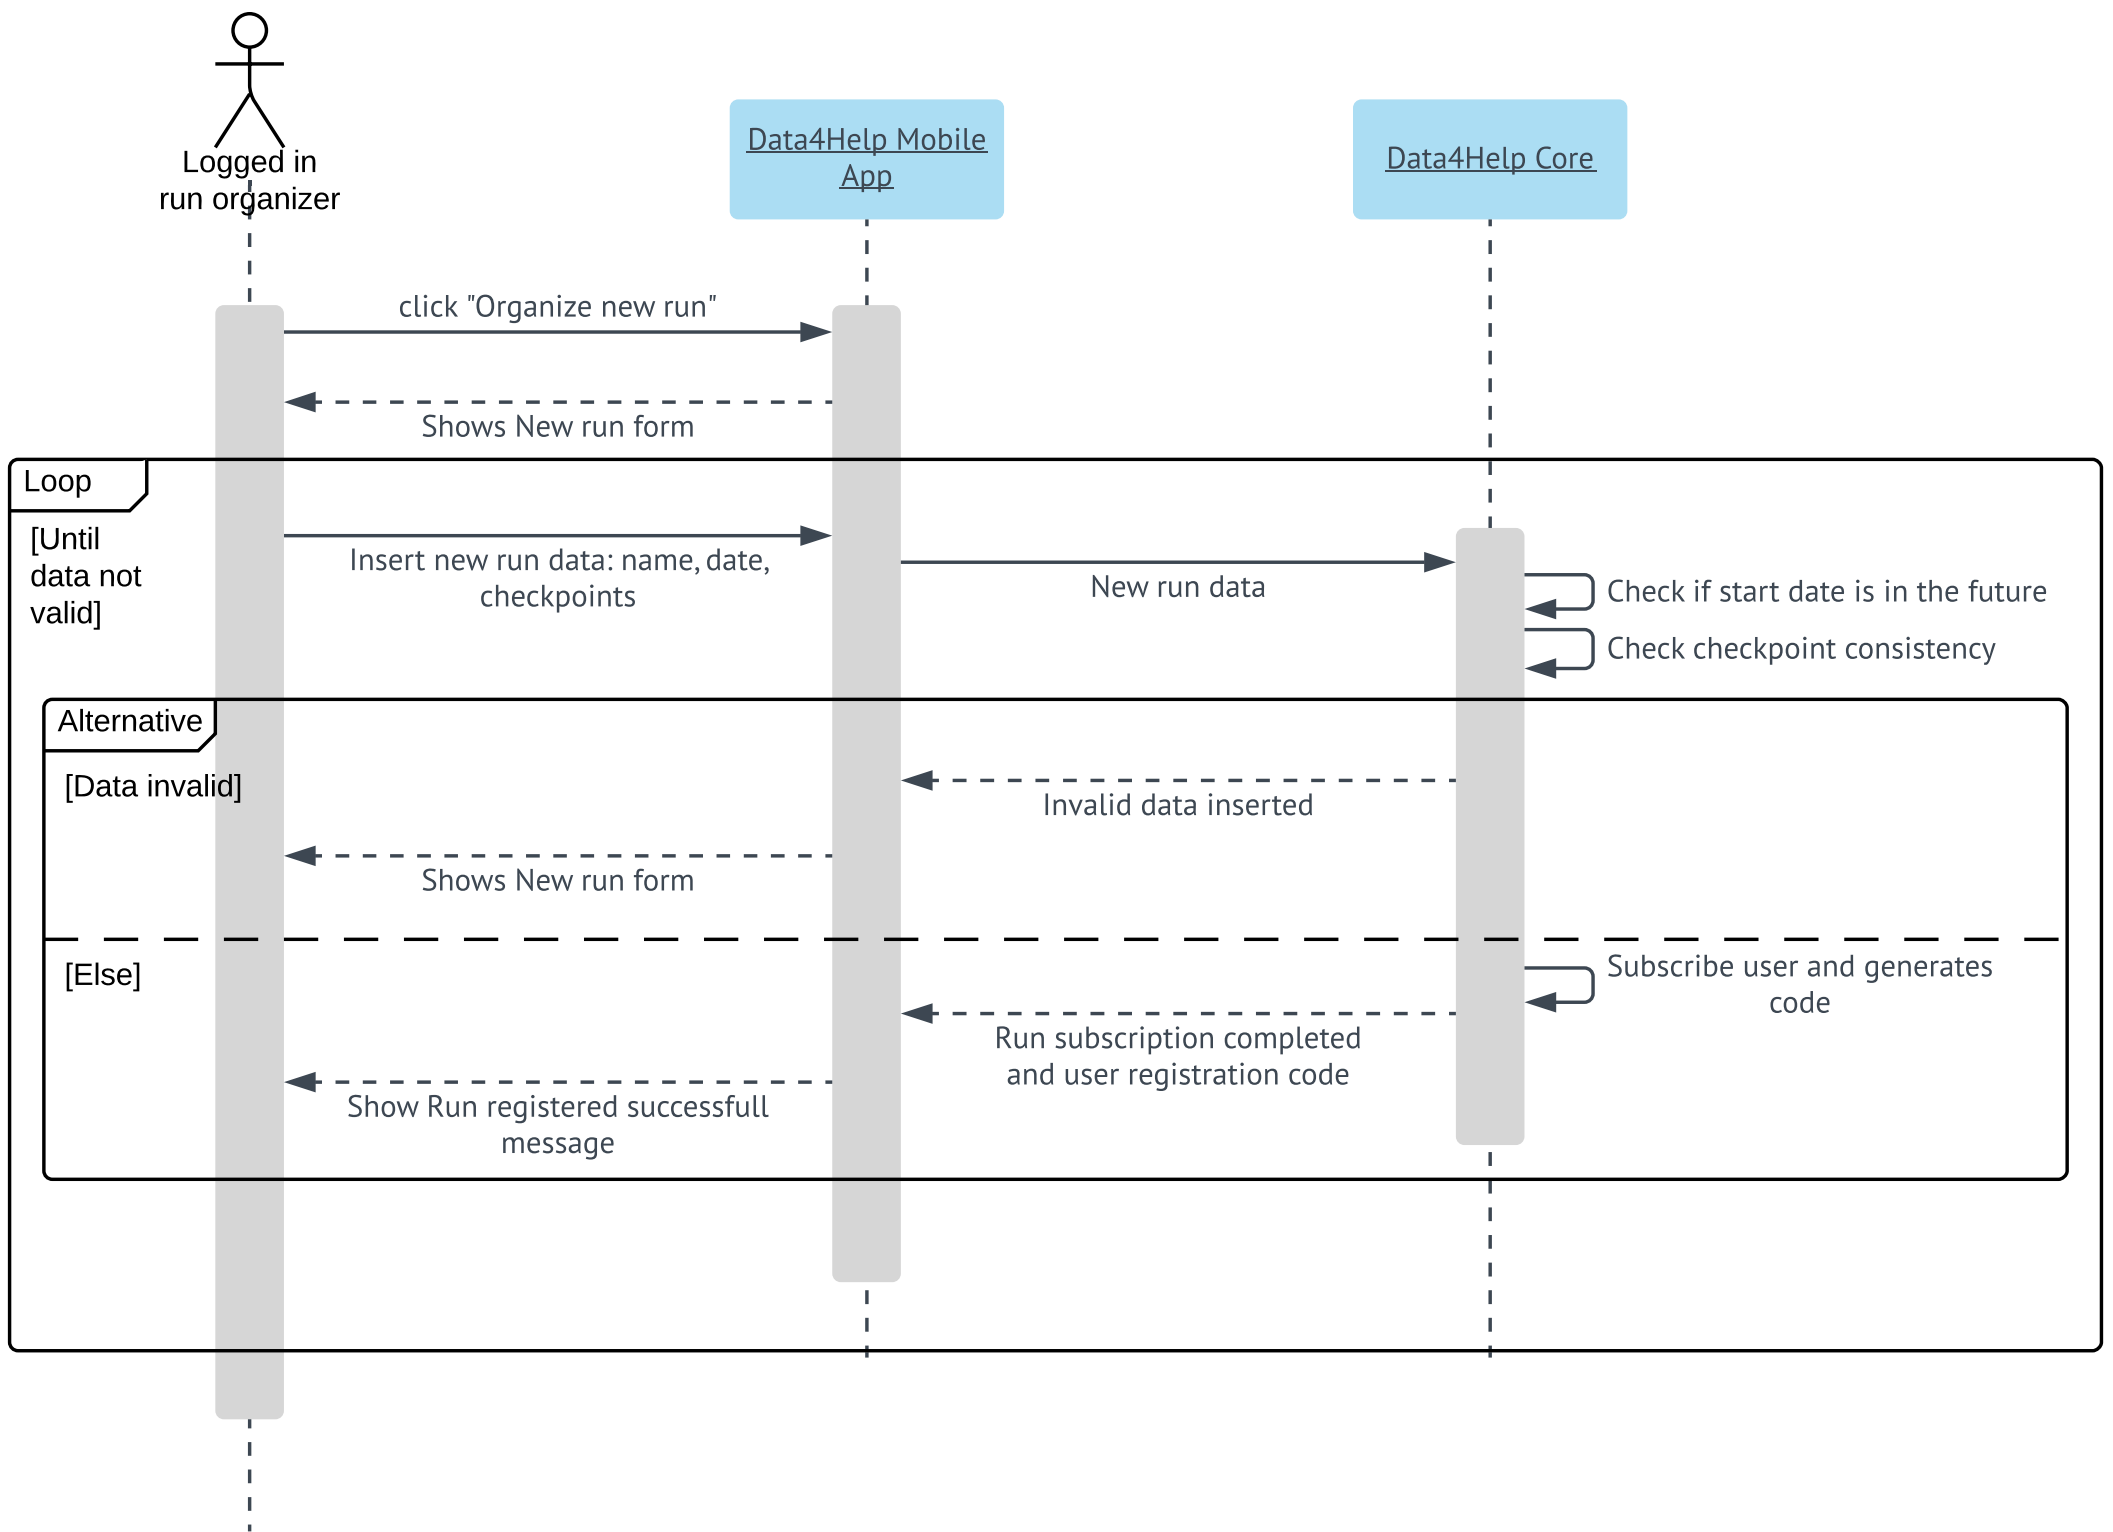 Logged in
run organizer
Data4Help Mobile
App
Data4Help Core
click "Organize new run"
Shows New run form
Loop
[Until
data not
valid]
Insert new run data: name, date,
checkpoints
New run data
Check if start date is in the future
Check checkpoint consistency
Alternative
[Data invalid]
Invalid data inserted
Shows New run form
[Else]
Subscribe user and generates
code
Run subscription completed
and user registration code
Show Run registered successfull
message